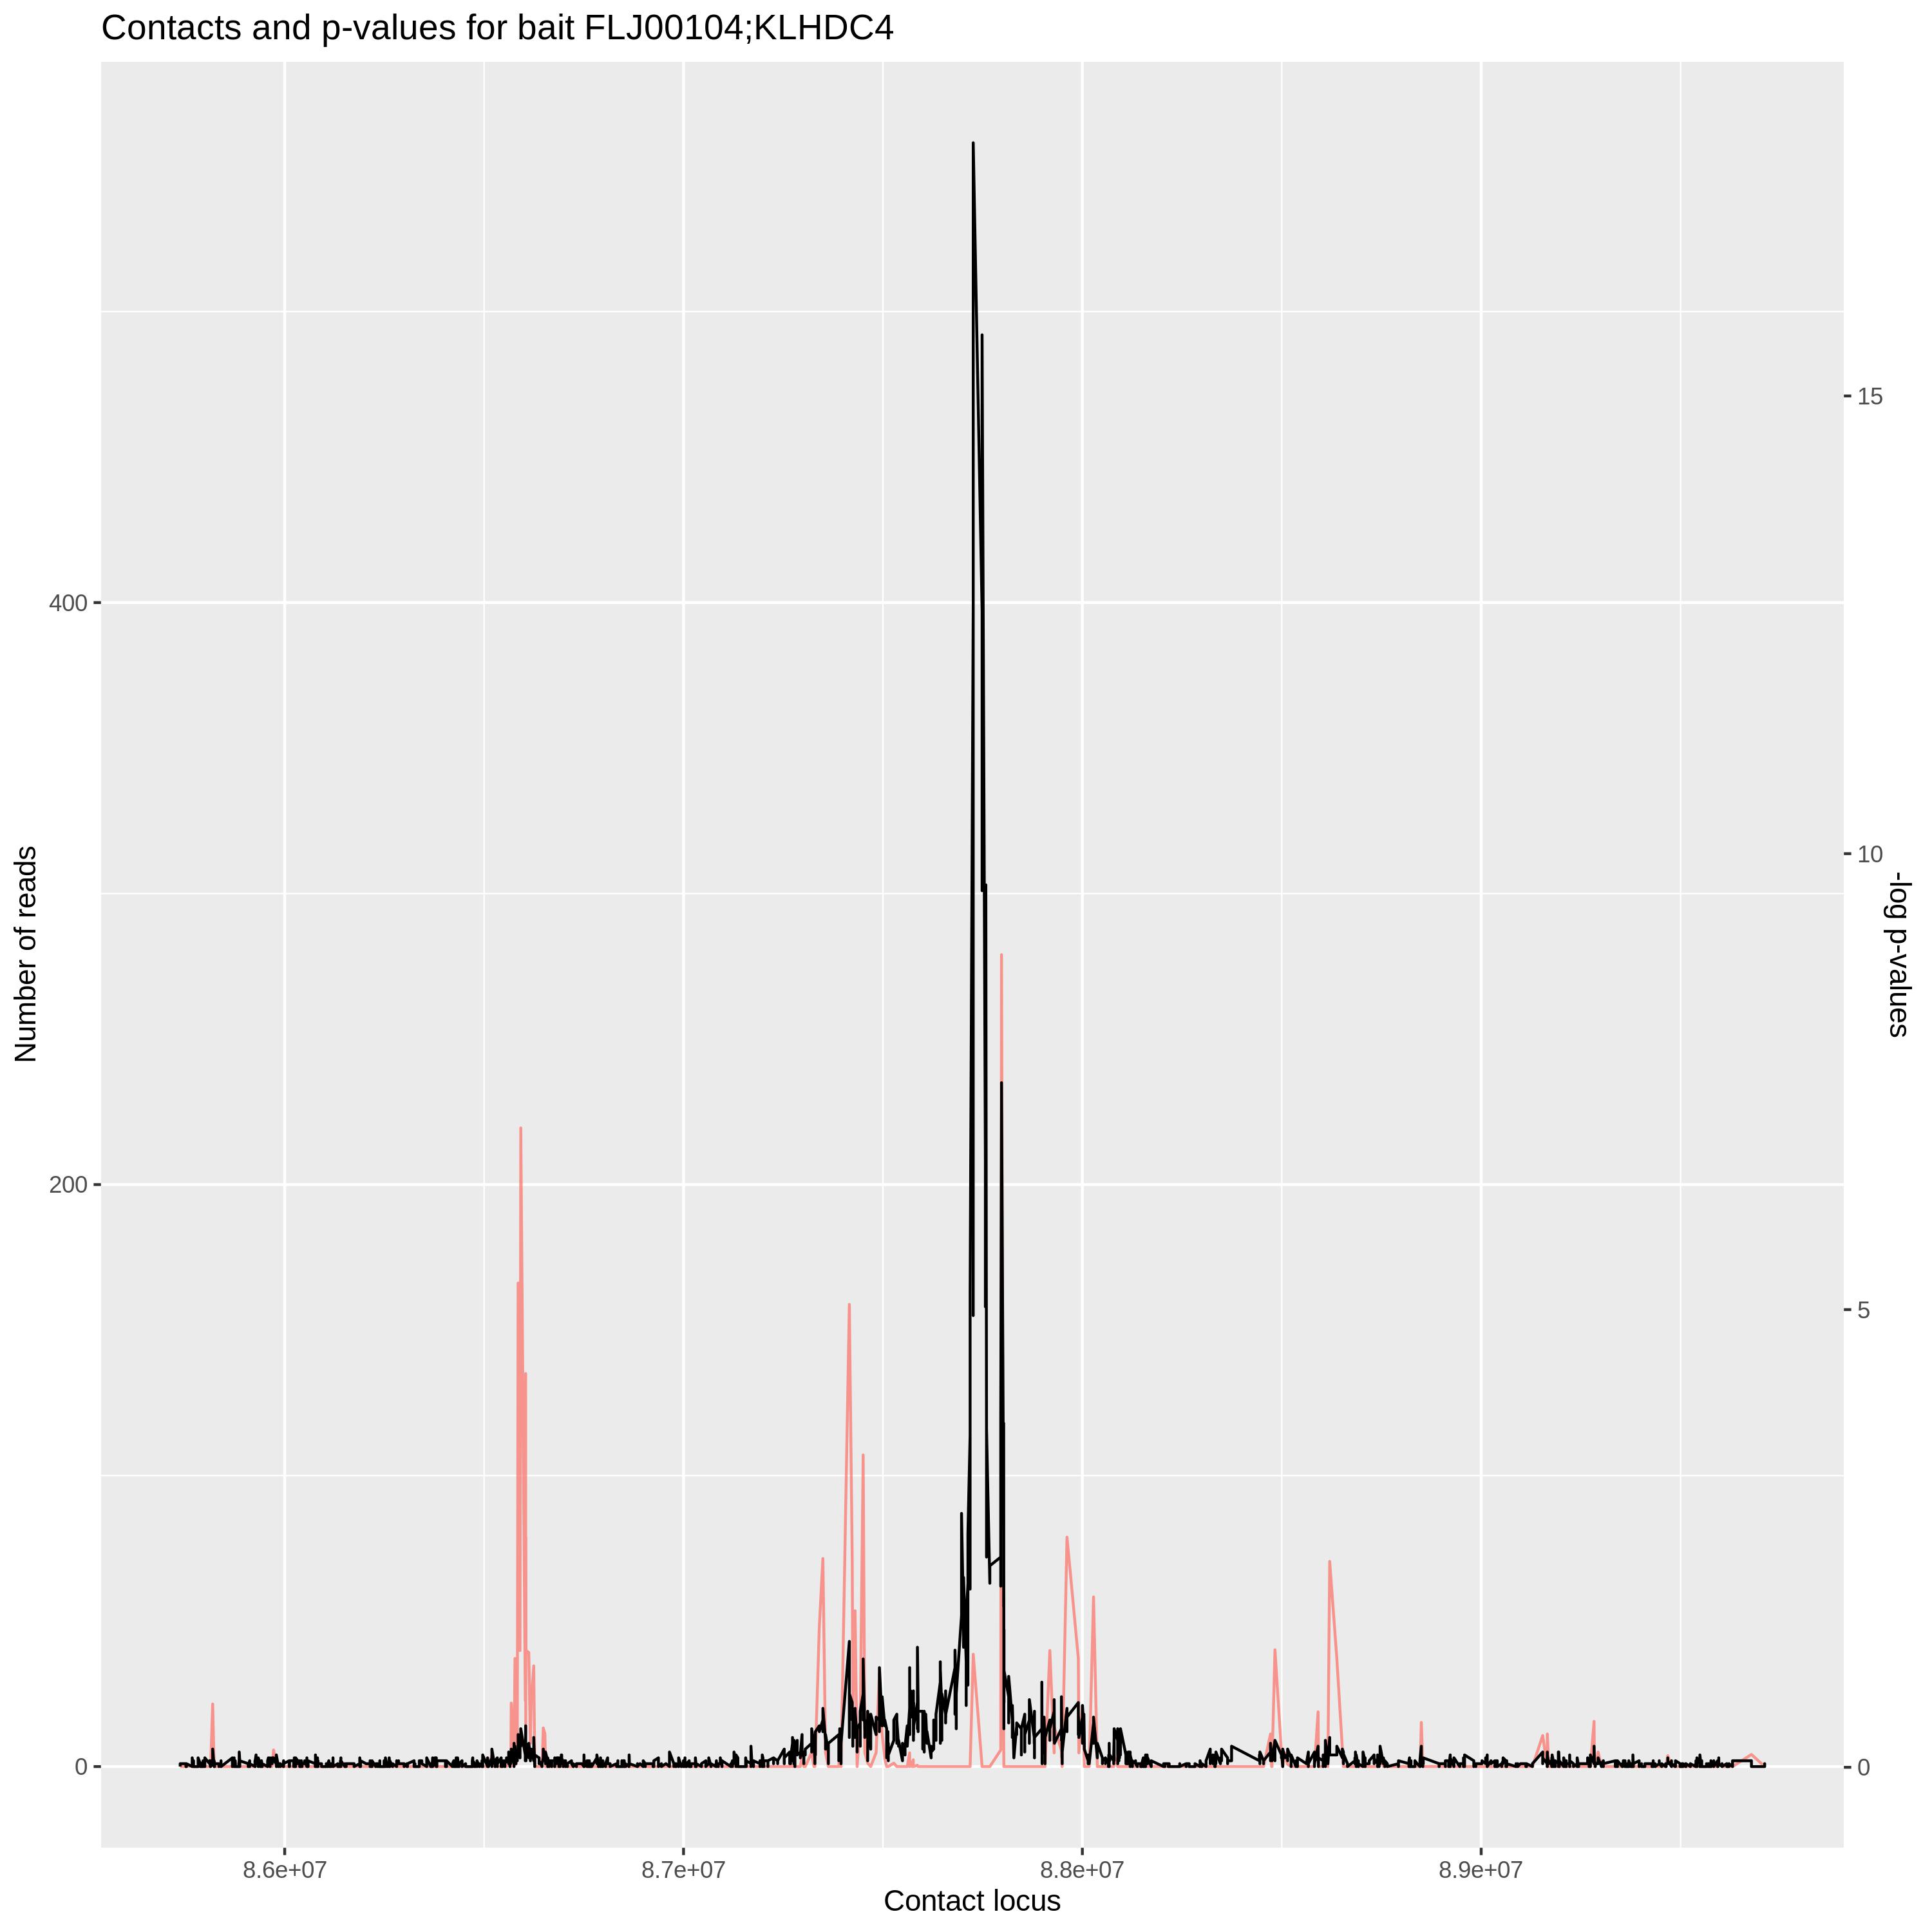 Contacts and p-values for bait FLJ00104;KLHDC4
Number of reads
400
200
0
15
10
5
0
-log p-values
8.6e+07
8.7e+07
8.8e+07
8.9e+07
Contact locus